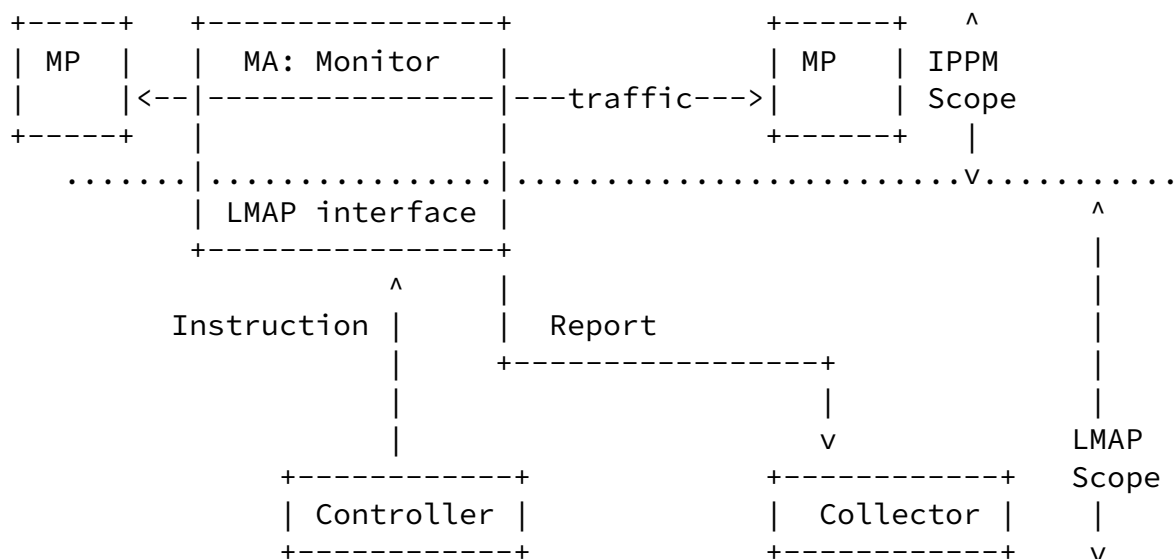 +-----+   +----------------+              +------+   ^
| MP  |   |  MA: Monitor   |              | MP   | IPPM
|     |<--|----------------|---traffic--->|      | Scope
+-----+   |                |              +------+   |
   .......|................|.........................v...........
          | LMAP interface |                                ^
          +----------------+                                |
                     ^     |                                |
         Instruction |     |  Report                        |
                     |     +-----------------+              |
                     |                       |              |
                     |                       v             LMAP
               +------------+             +------------+   Scope
               | Controller |             |  Collector |    |
               +------------+             +------------+    v